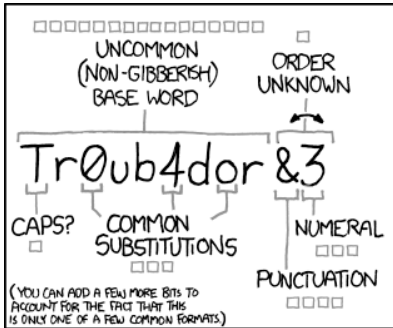 UNCOMMON
(NON-GIBBERISH)
BASE WORD
ORDER
UNKNOWN
Tr0ub4dor &3
CAPS?
COMMON
SUBSTITUTIONS
NUMERAL
PUNCTUATION
(YOU CAN ADD A FEW MORE BITS TO
ACCOUNT FOR THE FACT THAT THIS
IS ONLY ONE OF A FEW COMMON FORMATS.)